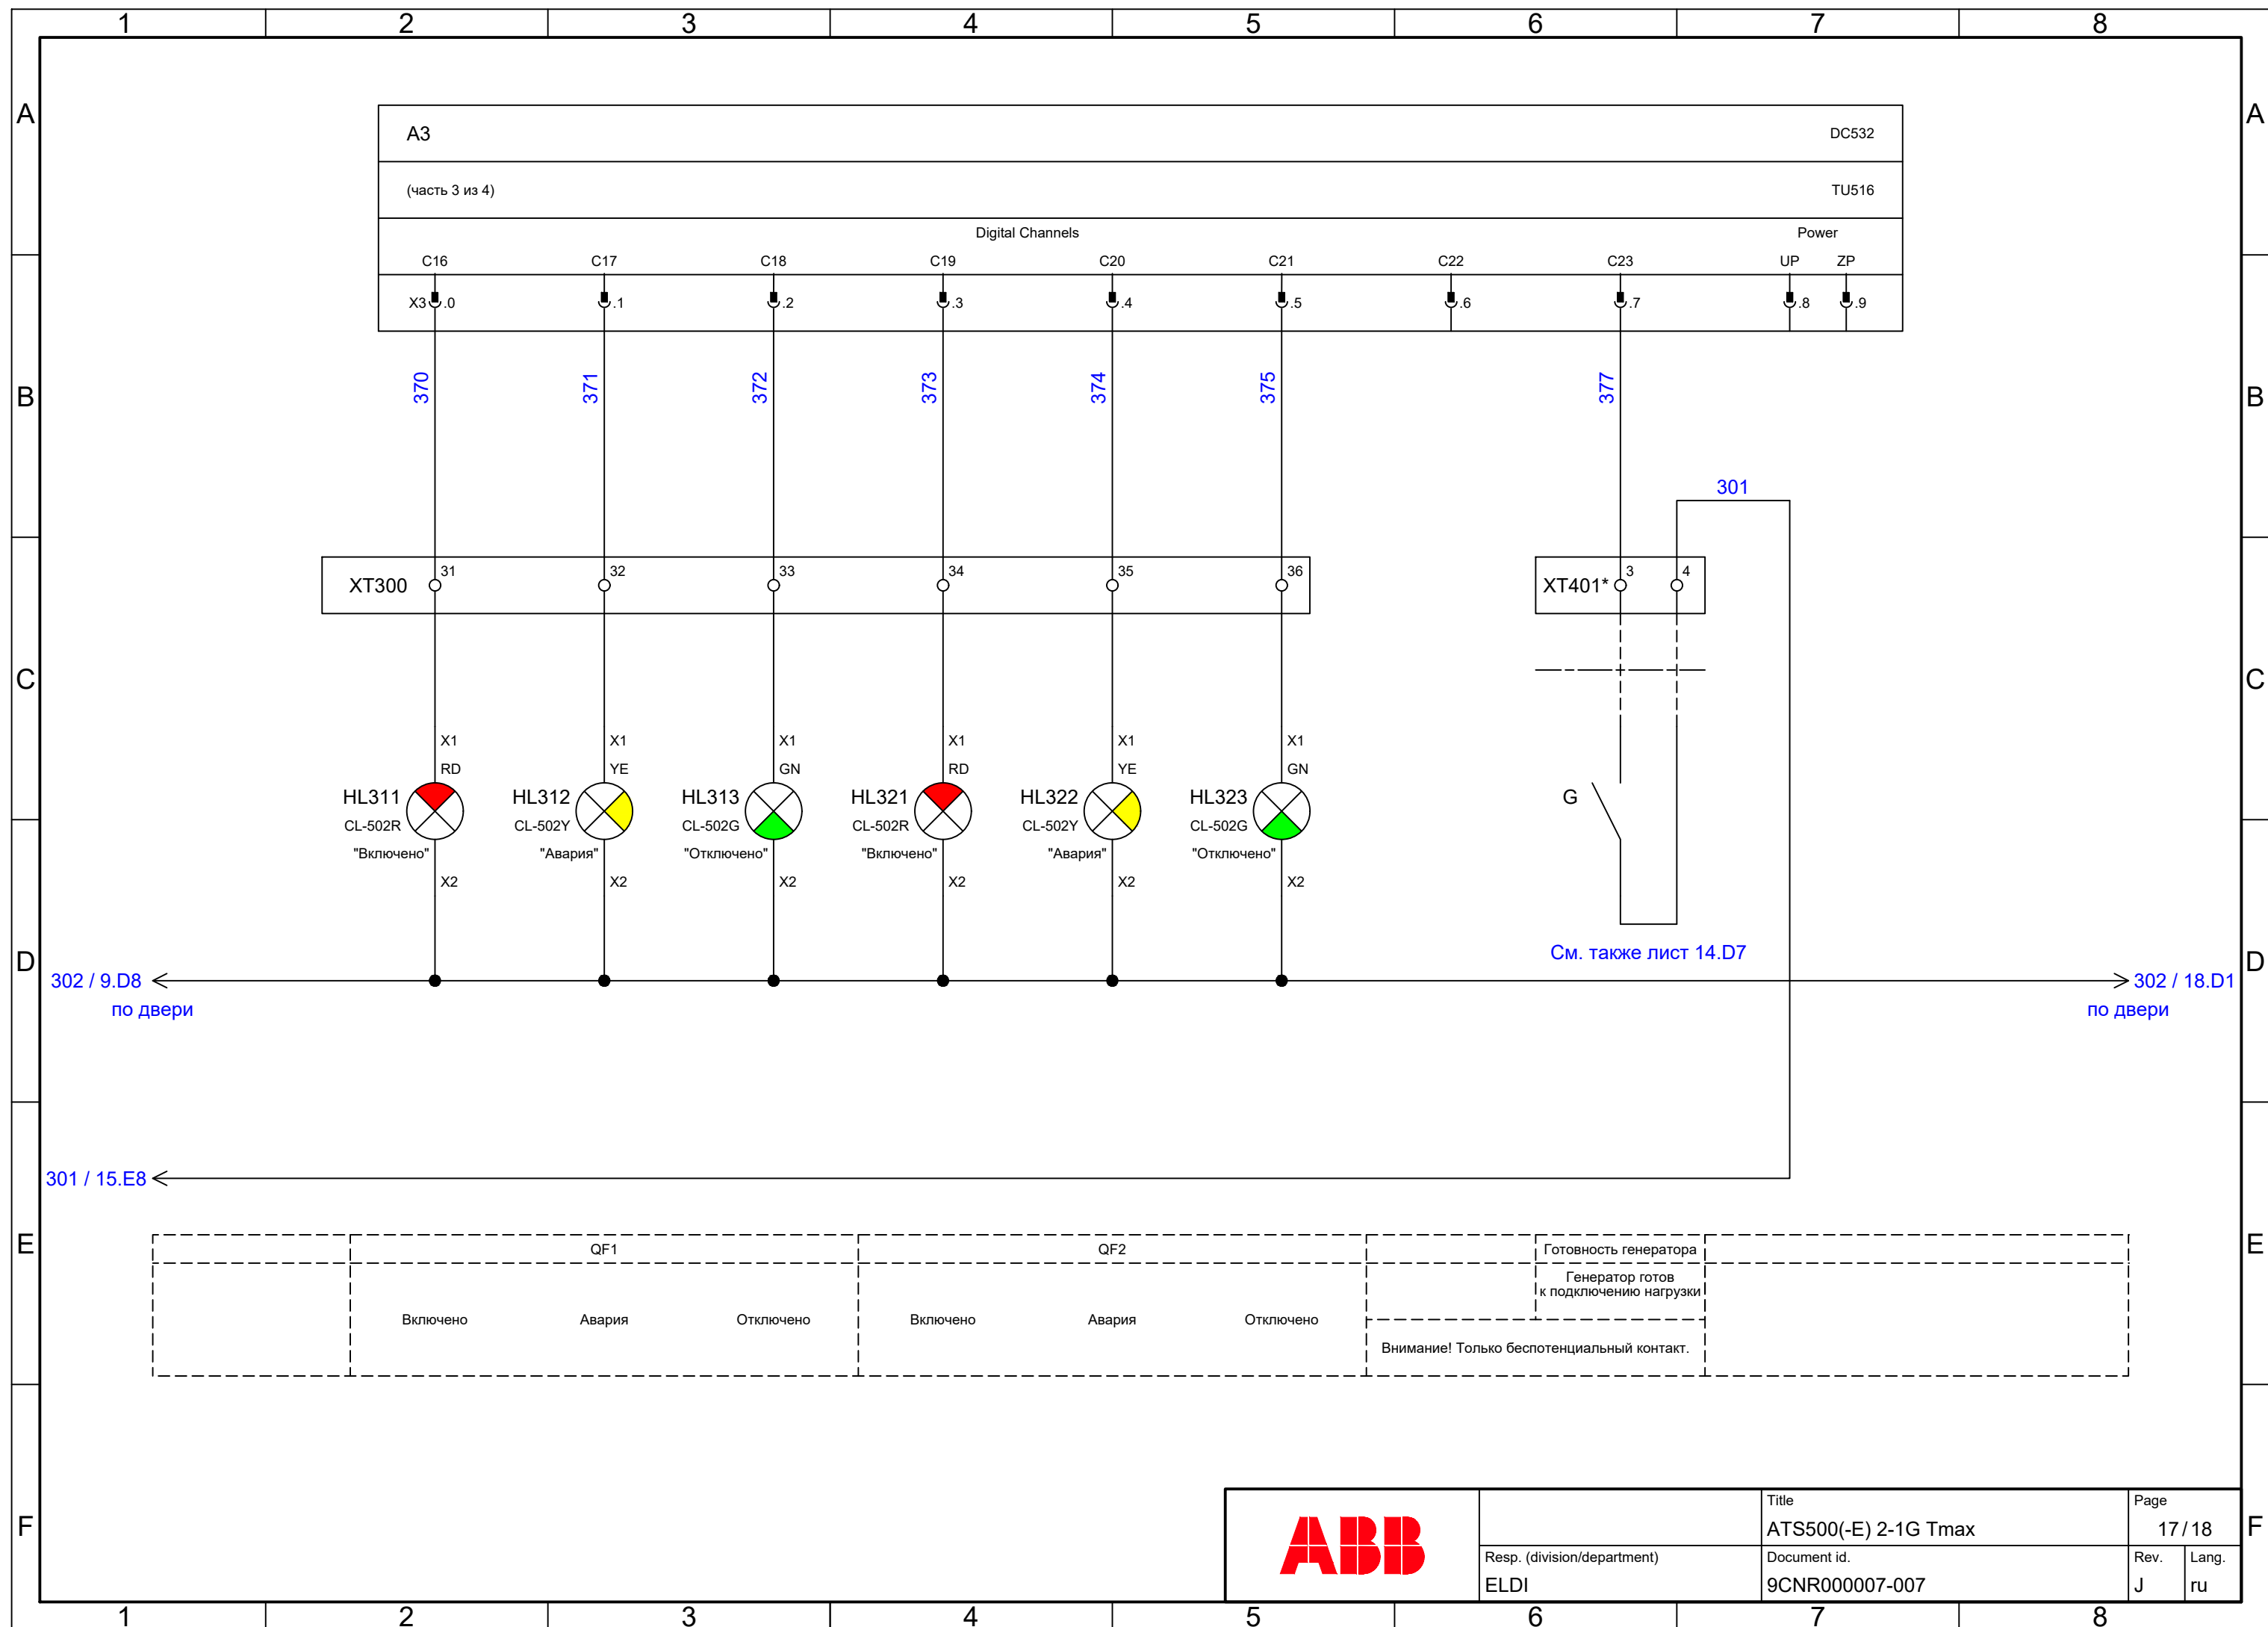 1 2 3 4 5 6 7 8
A A
A3 DC532
(часть 3 из 4) TU516
Digital Channels Power
C16 C17 C18 C19 C20 C21 C22 C23 UP ZP
X3 .0 .1 .2 .3 .4 .5 .6 .7 .8 .9
370 371 372 373 374 375 377
B B
301
XT300 31 32 33 34 35 36 XT401* 3 4
C C
X1 X1 X1 X1 X1 X1
RD YE GN RD YE GN
HL311 HL312 HL313 HL321 HL322 HL323 G
CL-502R CL-502Y CL-502G CL-502R CL-502Y CL-502G
"Включено" "Авария" "Отключено" "Включено" "Авария" "Отключено"
X2 X2 X2 X2 X2 X2
См. также лист 14.D7
D D
302 / 9.D8 302 / 18.D1
по двери по двери
301 / 15.E8
E E
QF1 QF2 Готовность генератора
Генератор готов
к подключению нагрузки
Включено Авария Отключено Включено Авария Отключено
Внимание! Только беспотенциальный контакт.
F F
ABB
Title
ATS500(-E) 2-1G Tmax
Page
17 / 18
Resp. (division/department)
ELDI
Document id.
9CNR000007-007
Rev.
J
Lang.
ru
1 2 3 4 5 6 7 8